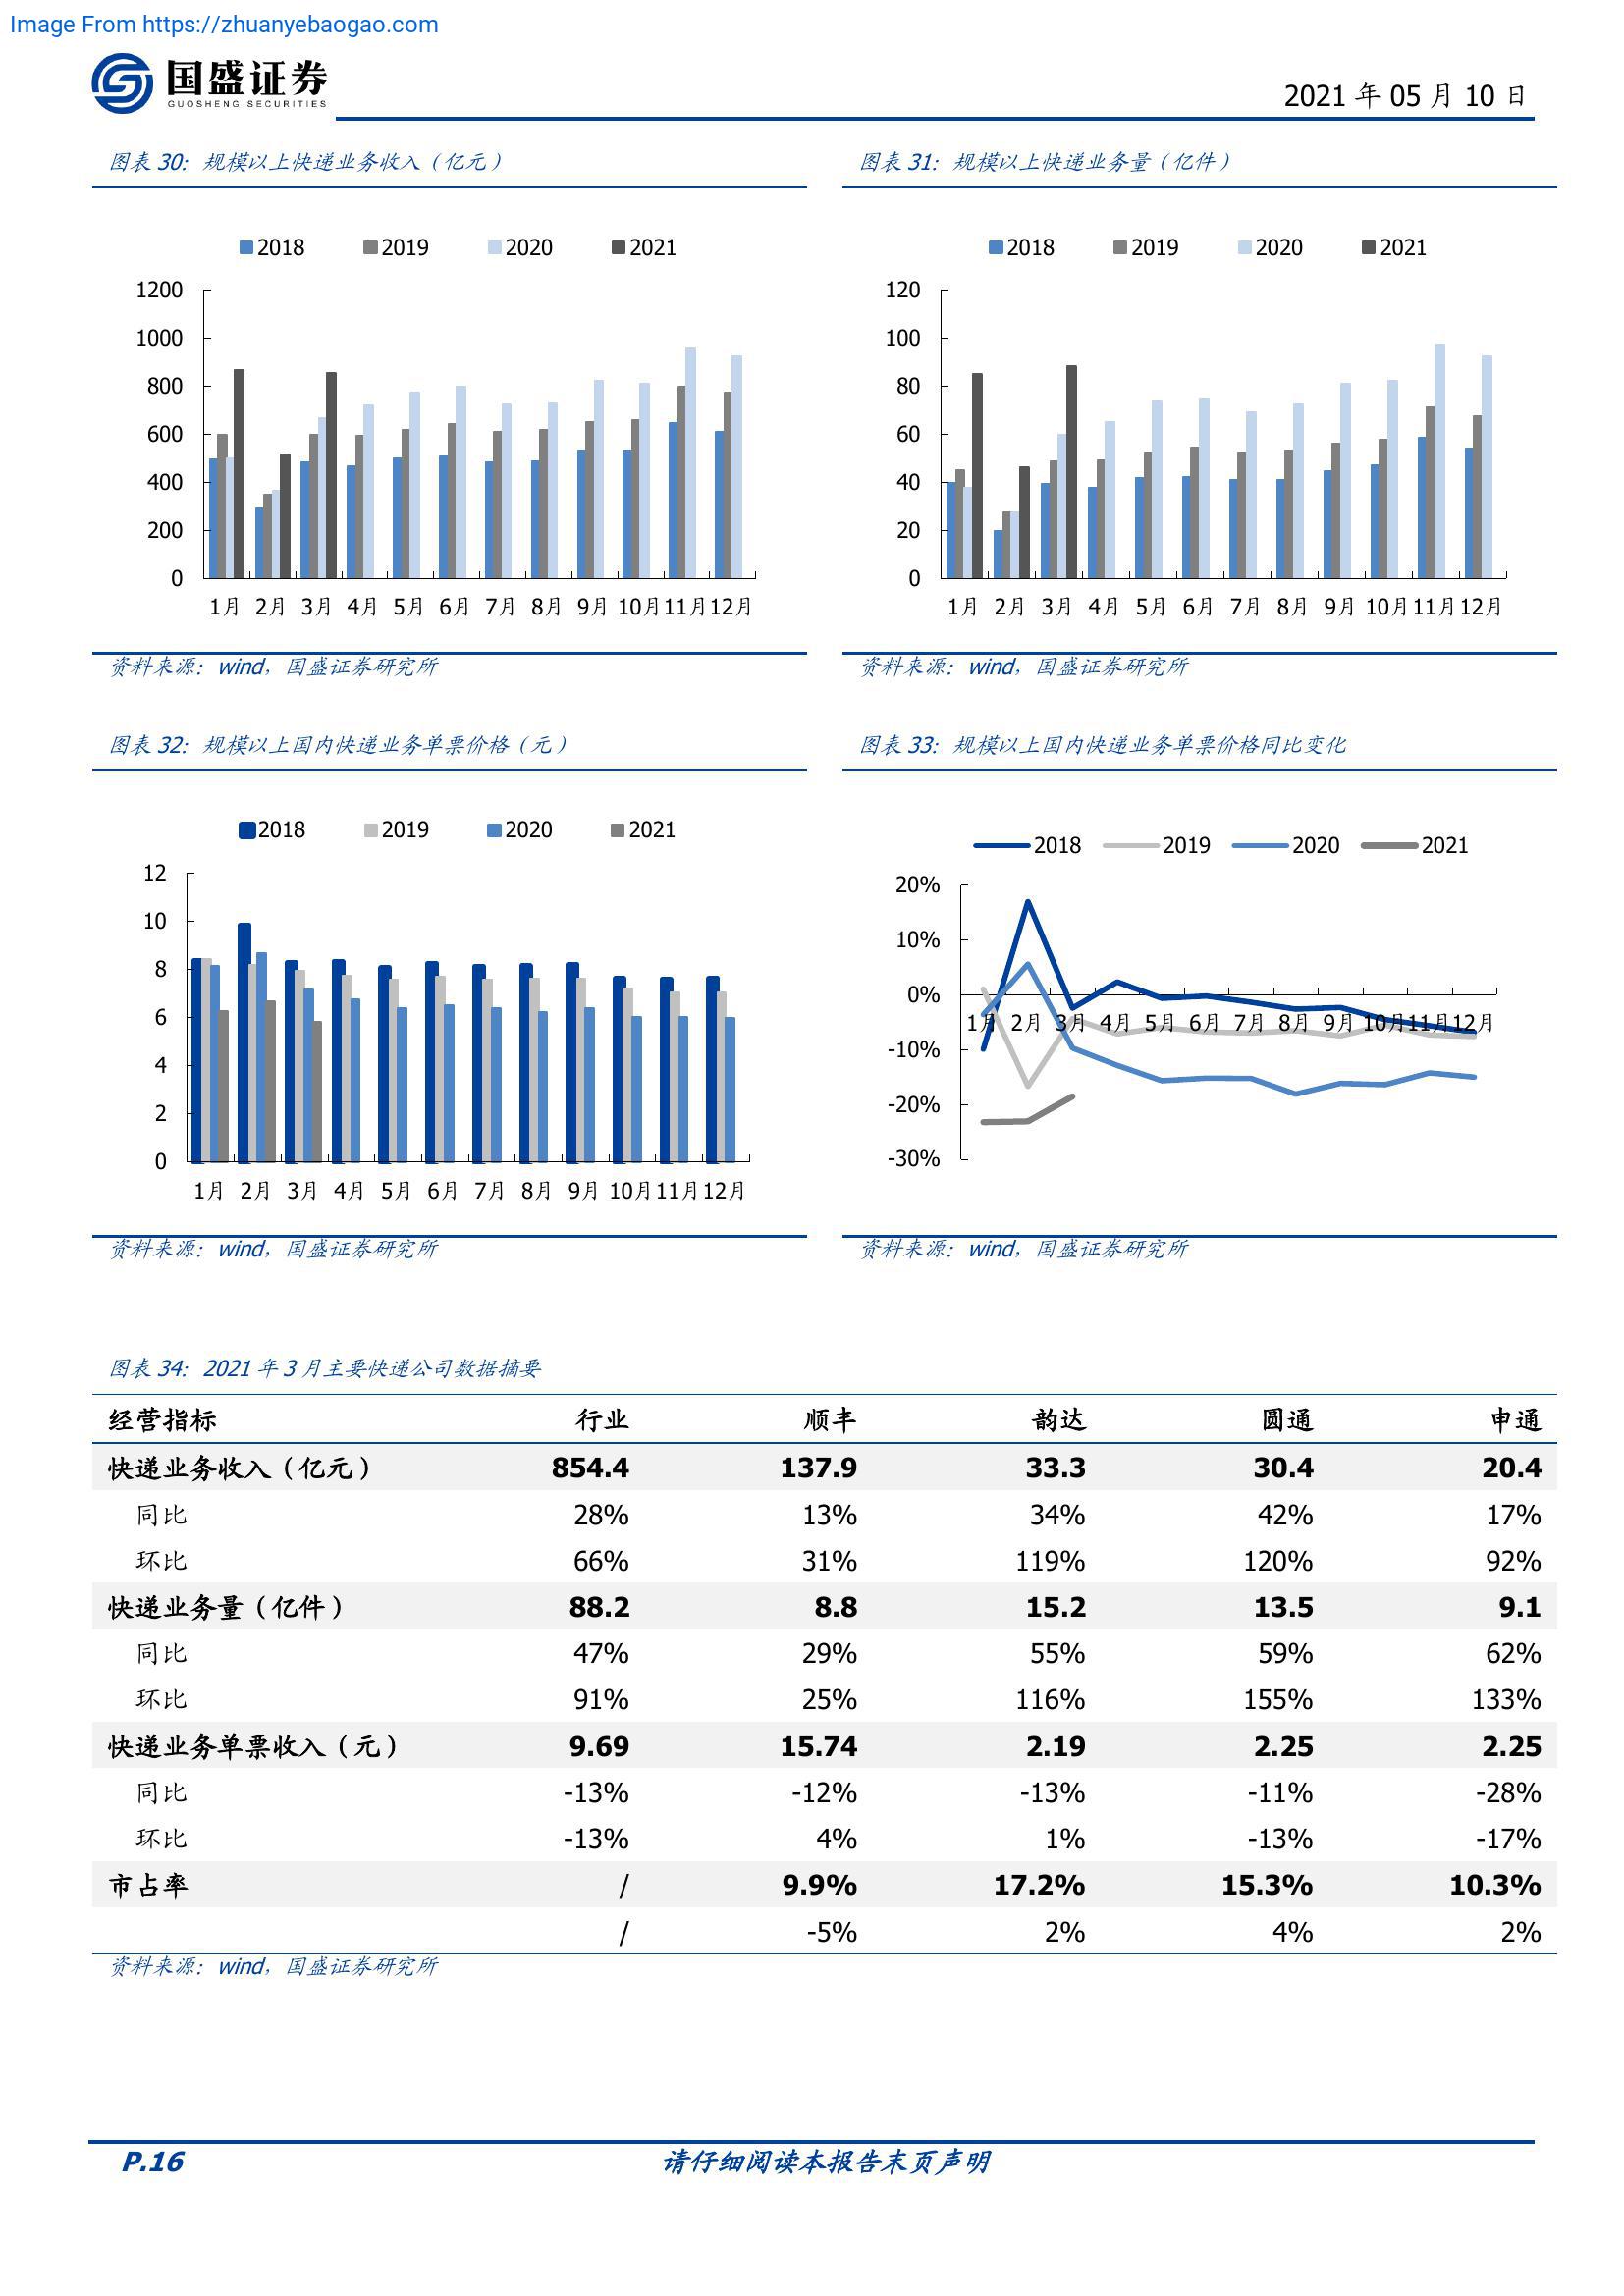 Image From https://zhuanyebaogao.com
国盛证券
GUOSHENG SECURITIES
2021 年 05 月 10 日
图表 30：规模以上快递业务收入（亿元）
2018 2019 2020 2021
1200
1000
800
600
400
200
0
1月 2月 3月 4月 5月 6月 7月 8月 9月 10月 11月 12月
资料来源：wind，国盛证券研究所
图表 31：规模以上快递业务量（亿件）
2018 2019 2020 2021
120
100
80
60
40
20
0
1月 2月 3月 4月 5月 6月 7月 8月 9月 10月 11月 12月
资料来源：wind，国盛证券研究所
图表 32：规模以上国内快递业务单票价格（元）
2018 2019 2020 2021
12
10
8
6
4
2
0
1月 2月 3月 4月 5月 6月 7月 8月 9月 10月 11月 12月
资料来源：wind，国盛证券研究所
图表 33：规模以上国内快递业务单票价格同比变化
2018 2019 2020 2021
20%
10%
0%
-10%
-20%
-30%
1月 2月 3月 4月 5月 6月 7月 8月 9月 10月 11月 12月
资料来源：wind，国盛证券研究所
图表 34：2021 年 3 月主要快递公司数据摘要
经营指标 行业 顺丰 韵达 圆通 申通
快递业务收入（亿元） 854.4 137.9 33.3 30.4 20.4
同比 28% 13% 34% 42% 17%
环比 66% 31% 119% 120% 92%
快递业务量（亿件） 88.2 8.8 15.2 13.5 9.1
同比 47% 29% 55% 59% 62%
环比 91% 25% 116% 155% 133%
快递业务单票收入（元） 9.69 15.74 2.19 2.25 2.25
同比 -13% -12% -13% -11% -28%
环比 -13% 4% 1% -13% -17%
市占率 / 9.9% 17.2% 15.3% 10.3%
/ -5% 2% 4% 2%
资料来源：wind，国盛证券研究所
P.16 请仔细阅读本报告末页声明